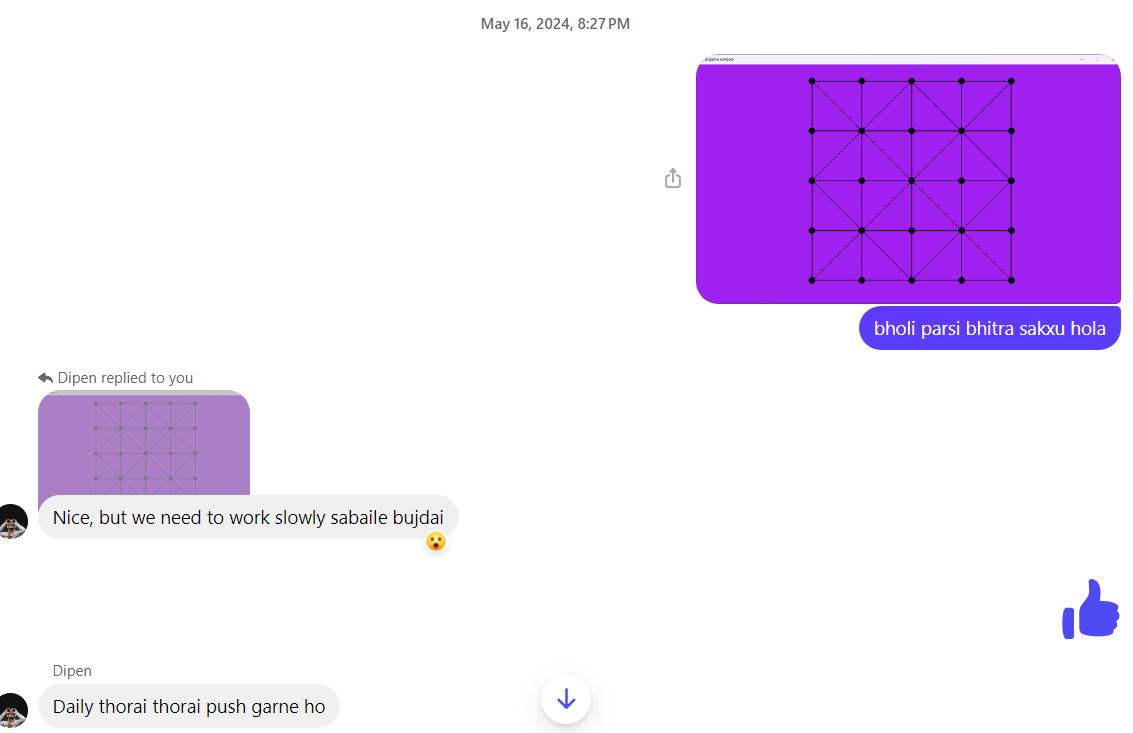 May 16, 2024, 8:27 PM
pygame window
bholi parsi bhitra sakxu hola
Dipen replied to you
Nice, but we need to work slowly sabaile bujdai
Dipen
Daily thorai thorai push garne ho